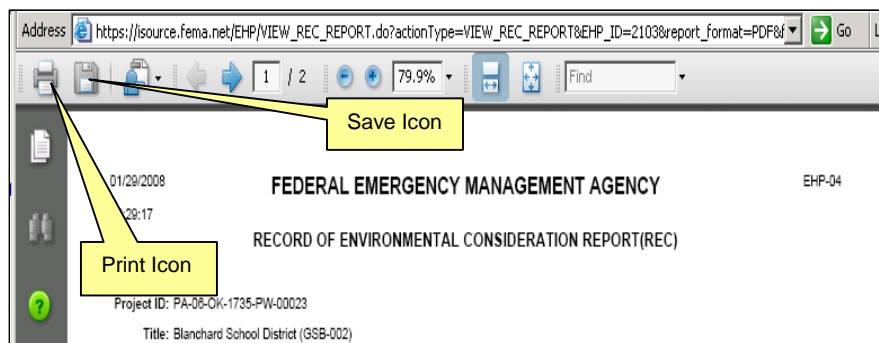 Address https://isource.fema.net/EHP/VIEW_REC_REPORT.do?actionType=VIEW_REC_REPORT&EHP_ID=2103&report_format=PDF& Go
1 / 2 79.9% Find
Save Icon
01/29/2008 FEDERAL EMERGENCY MANAGEMENT AGENCY EHP-04
:29:17
RECORD OF ENVIRONMENTAL CONSIDERATION REPORT(REC)
Print Icon
Project ID: PA-06-OK-1735-PW-00023
Title: Blanchard School District (GSB-002)